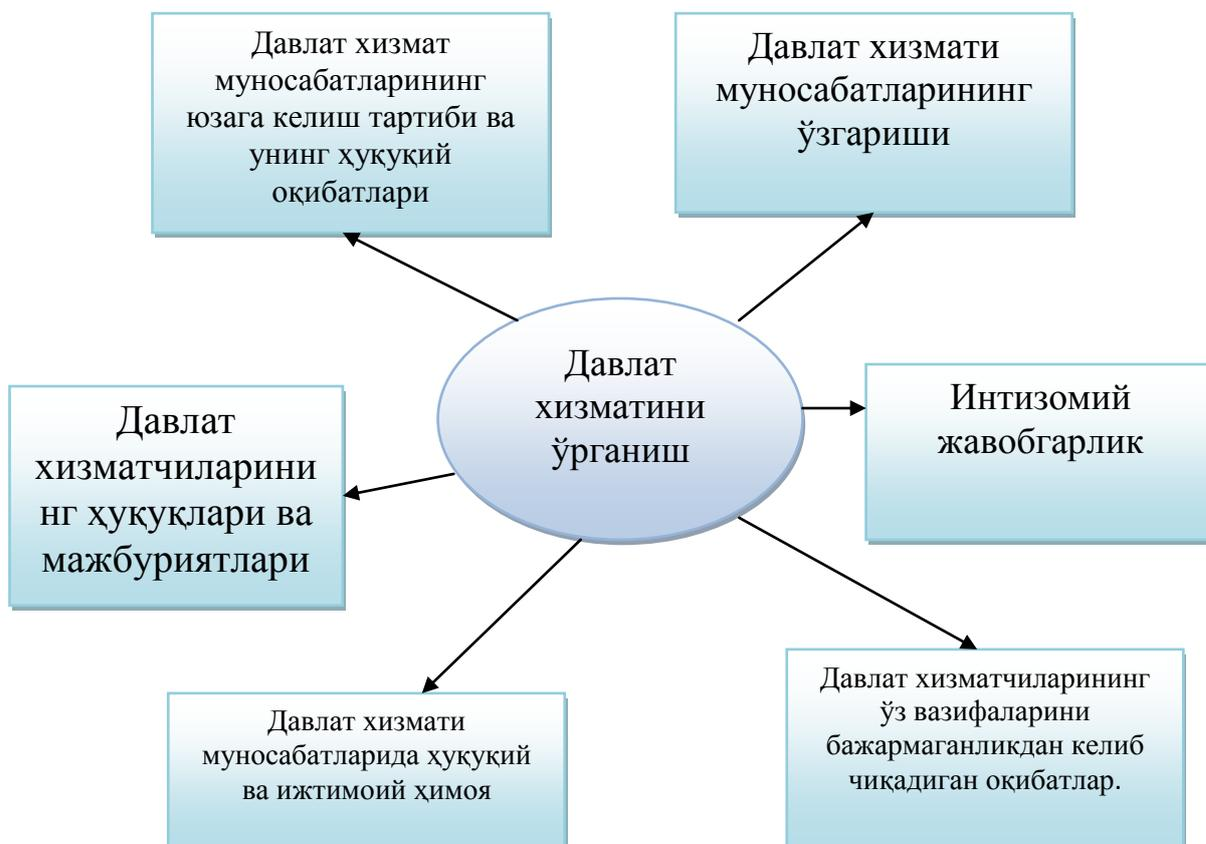 Давлат хизмат
муносабатларининг
юзага келиш тартиби ва
унинг ҳуқуқий
оқибатлари
Давлат хизмати
муносабатларининг
ўзгариши
Давлат
хизматини
ўрганиш
Интизомий
жавобгарлик
Давлат
хизматчиларини
нг ҳуқуқлари ва
мажбуриятлари
Давлат хизмати
муносабатларида ҳуқуқий
ва ижтимоий ҳимоя
Давлат хизматчиларининг
ўз вазифаларини
бажармаганликдан келиб
чиқадиган оқибатлар.